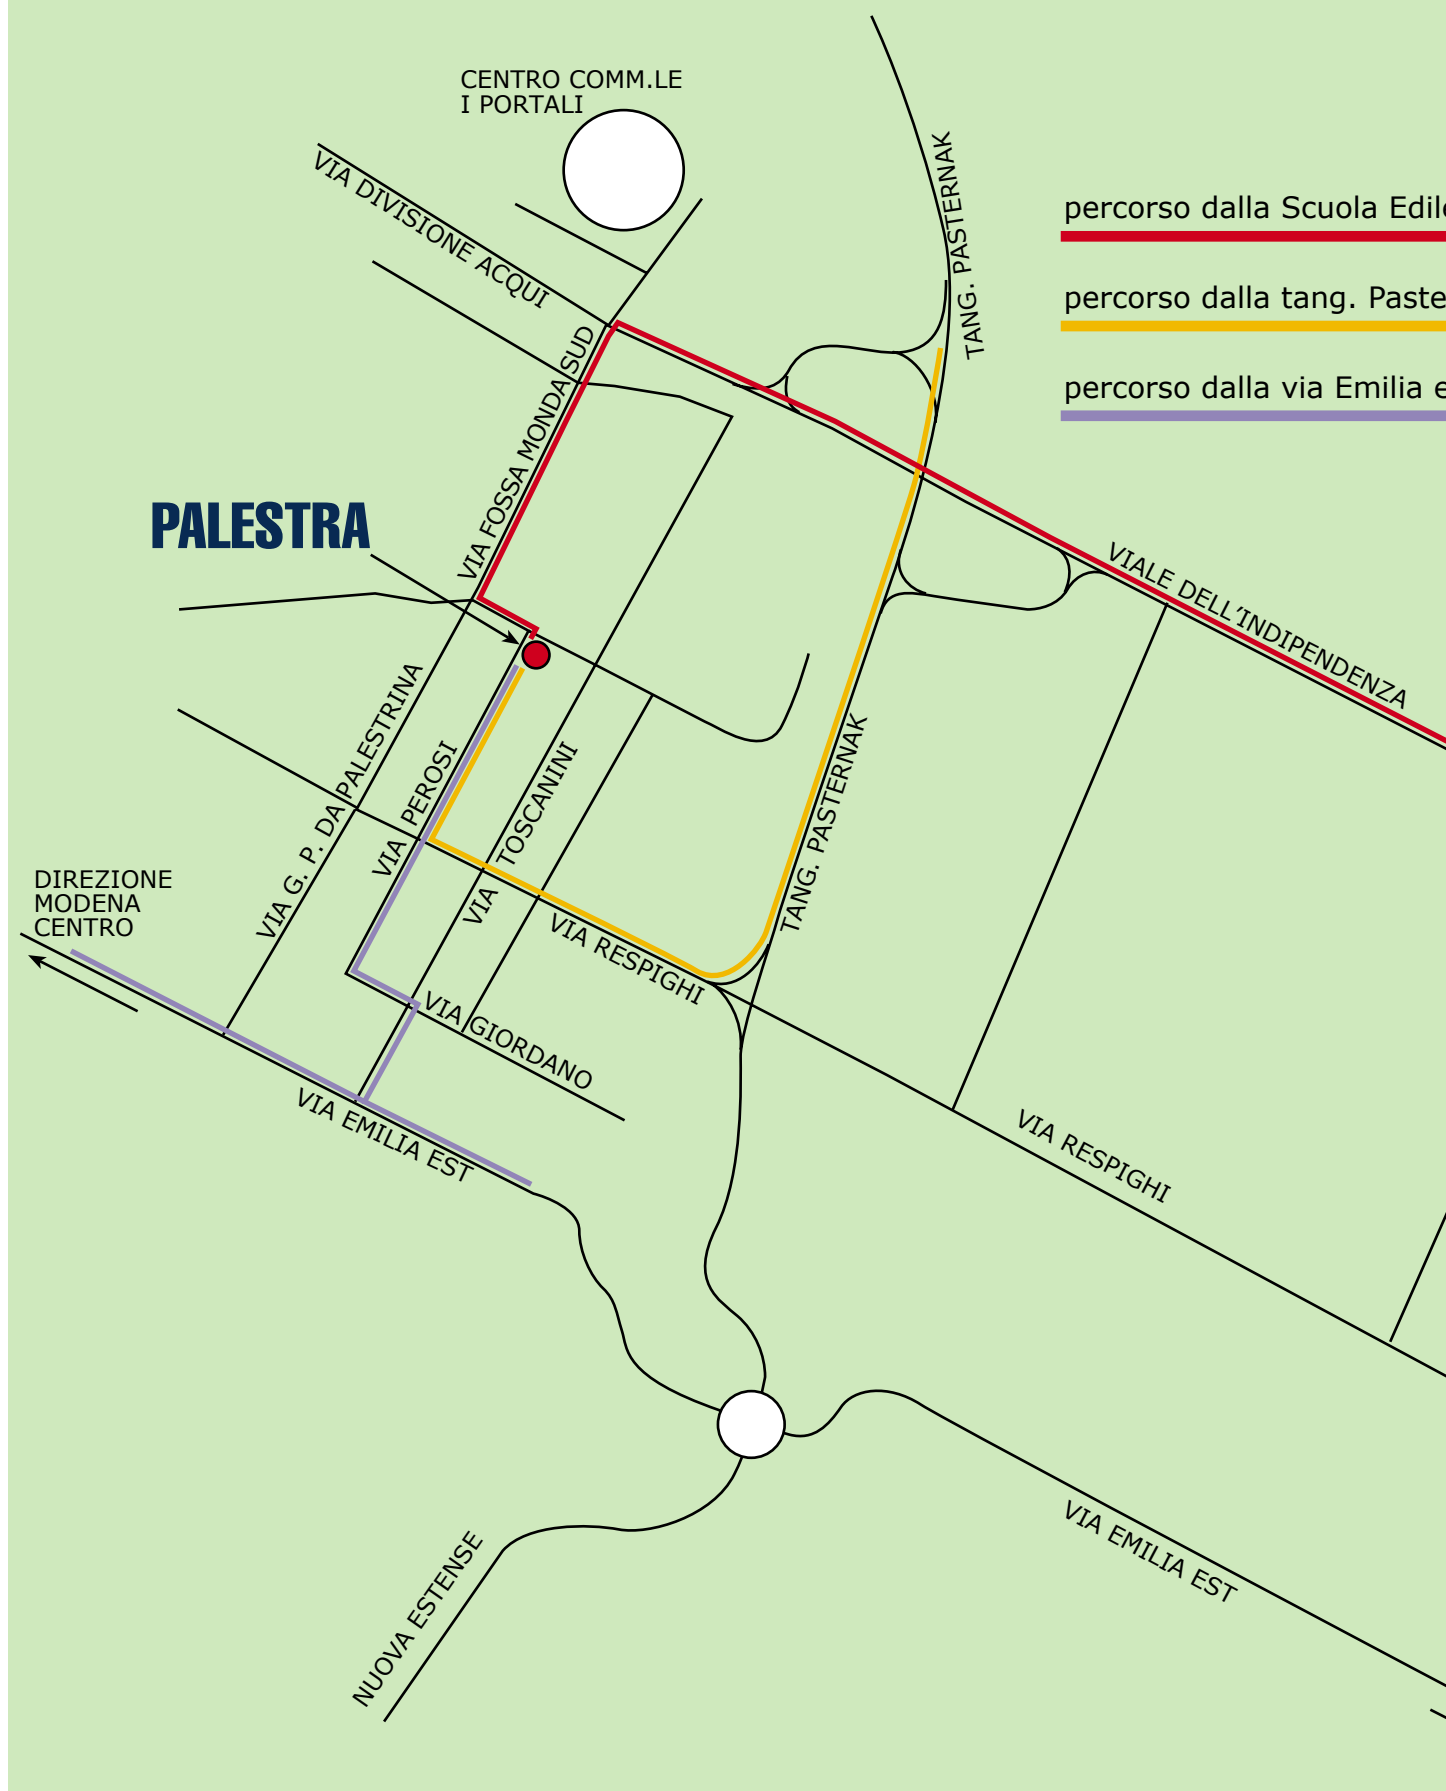 CENTRO COMM.LE
I PORTALI
VIA DIVISIONE ACQUI
TANG. PASTERNAK
percorso dalla Scuola Edile
percorso dalla tang. Paste
percorso dalla via Emilia e
VIA FOSSA MONDA SUD
PALESTRA
VIALE DELL'INDIPENDENZA
VIA G. P. DA PALESTRINA
VIA PEROSI
VIA TOSCANINI
TANG. PASTERNAK
DIREZIONE
MODENA
CENTRO
VIA RESPIGHI
VIA GIORDANO
VIA EMILIA EST
VIA RESPIGHI
VIA EMILIA EST
NUOVA ESTENSE